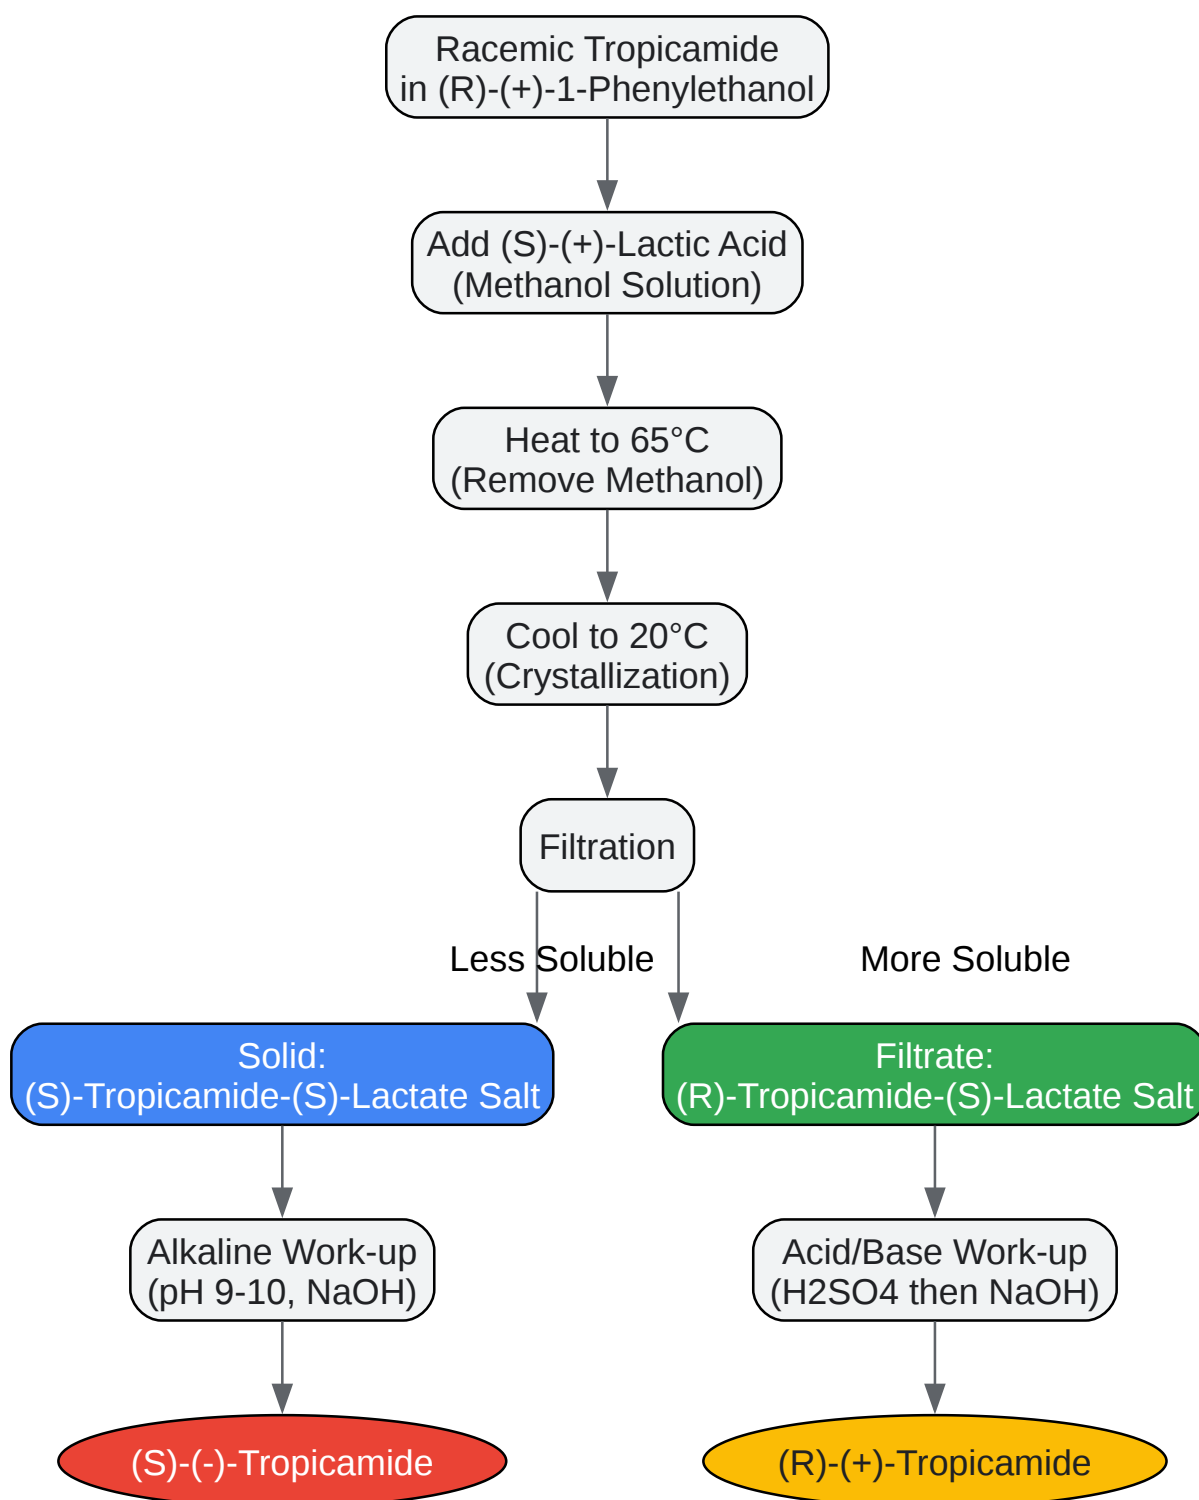 Racemic Tropicamide
in (R)-(+)-1-Phenylethanol
Add (S)-(+)-Lactic Acid
(Methanol Solution)
Heat to 65°C
(Remove Methanol)
Cool to 20°C
(Crystallization)
Filtration
Less Soluble
More Soluble
Solid:
(S)-Tropicamide-(S)-Lactate Salt
Filtrate:
(R)-Tropicamide-(S)-Lactate Salt
Alkaline Work-up
(pH 9-10, NaOH)
Acid/Base Work-up
(H2SO4 then NaOH)
(S)-(-)-Tropicamide
(R)-(+)-Tropicamide